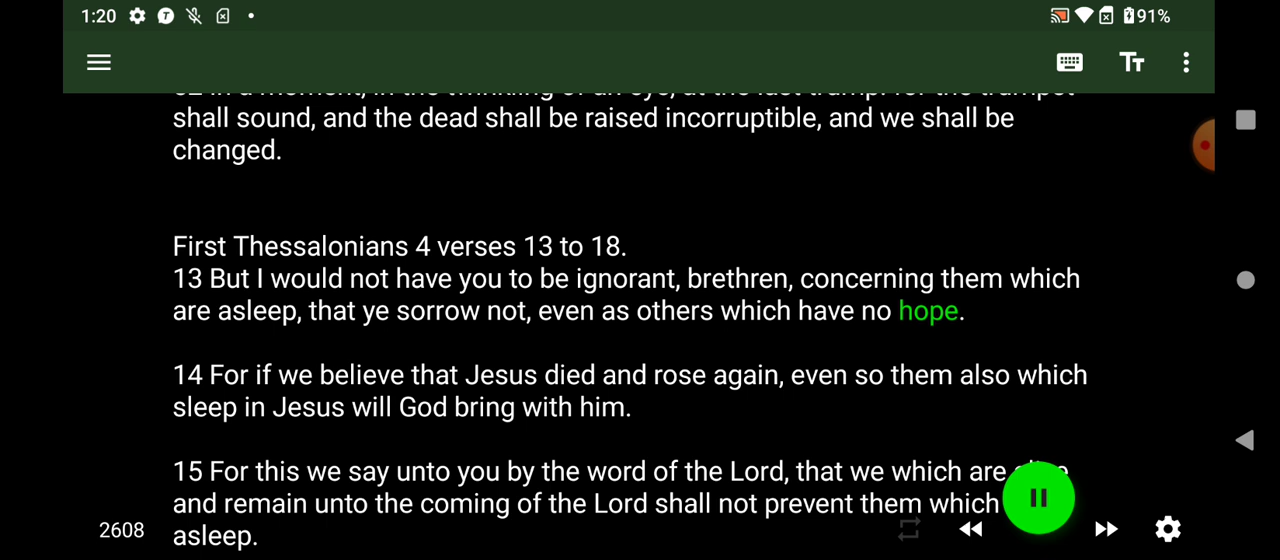 1:20
91%
shall sound, and the dead shall be raised incorruptible, and we shall be
changed.
First Thessalonians 4 verses 13 to 18.
13 But I would not have you to be ignorant, brethren, concerning them which
are asleep, that ye sorrow not, even as others which have no hope.
14 For if we believe that Jesus died and rose again, even so them also which
sleep in Jesus will God bring with him.
15 For this we say unto you by the word of the Lord, that we which are
and remain unto the coming of the Lord shall not prevent them which
asleep.
2608